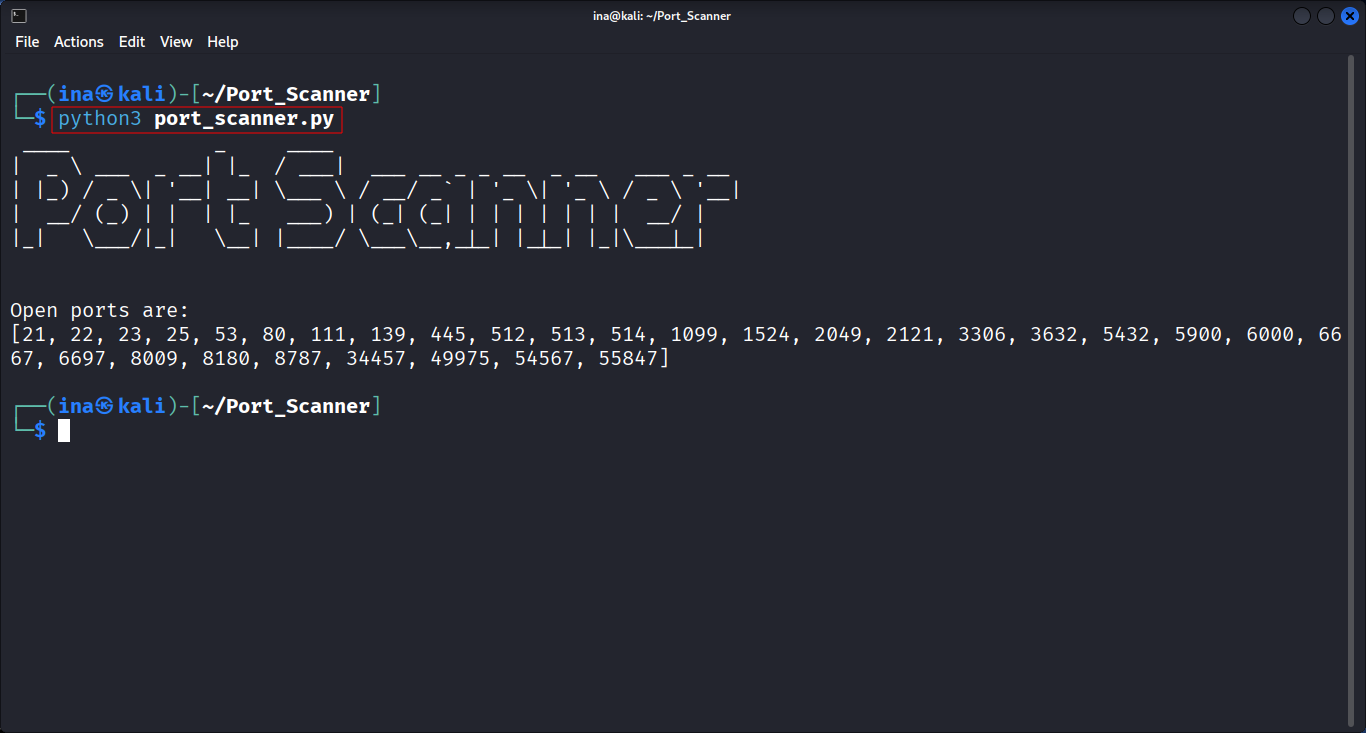 ina@kali: ~/Port_Scanner
File Actions Edit View Help
┌──(ina㉿kali)-[~/Port_Scanner]
└─$ python3 port_scanner.py
Port Scanner
Open ports are:
[21, 22, 23, 25, 53, 80, 111, 139, 445, 512, 513, 514, 1099, 1524, 2049, 2121, 3306, 3632, 5432, 5900, 6000, 66
67, 6697, 8009, 8180, 8787, 34457, 49975, 54567, 55847]
┌──(ina㉿kali)-[~/Port_Scanner]
└─$